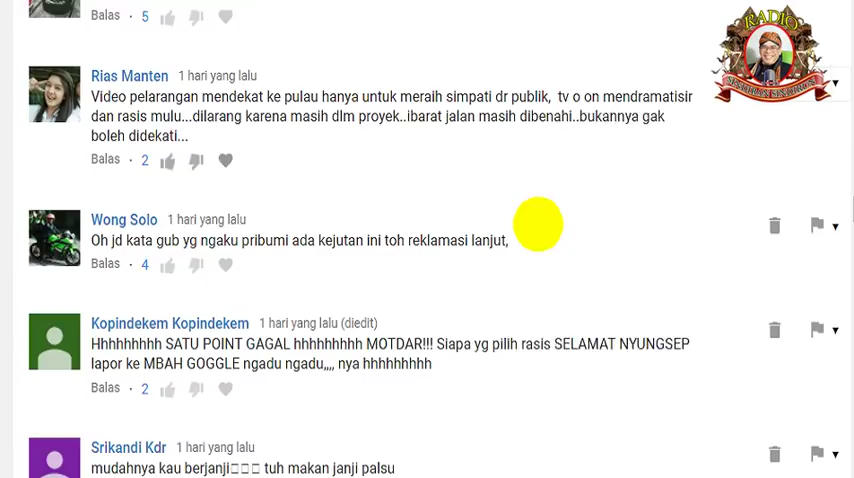 Balas · 5
RADIO
Rias Manten 1 hari yang lalu
Video pelarangan mendekat ke pulau hanya untuk meraih simpati dr publik, tv o on mendramatisir
dan rasis mulu...dilarang karena masih dlm proyek..ibarat jalan masih dibenahi..bukannya gak
boleh didekati...
Balas · 2
Wong Solo 1 hari yang lalu
Oh jd kata gub yg ngaku pribumi ada kejutan ini toh reklamasi lanjut,
Balas · 4
Kopindekem Kopindekem 1 hari yang lalu (diedit)
Hhhhhhhhh SATU POINT GAGAL hhhhhhhhh MOTDAR!!! Siapa yg pilih rasis SELAMAT NYUNGSEP
lapor ke MBAH GOGGLE ngadu ngadu,,,, nya hhhhhhhhh
Balas · 2
Srikandi Kdr 1 hari yang lalu
mudahnya kau berjanji□□□ tuh makan janji palsu